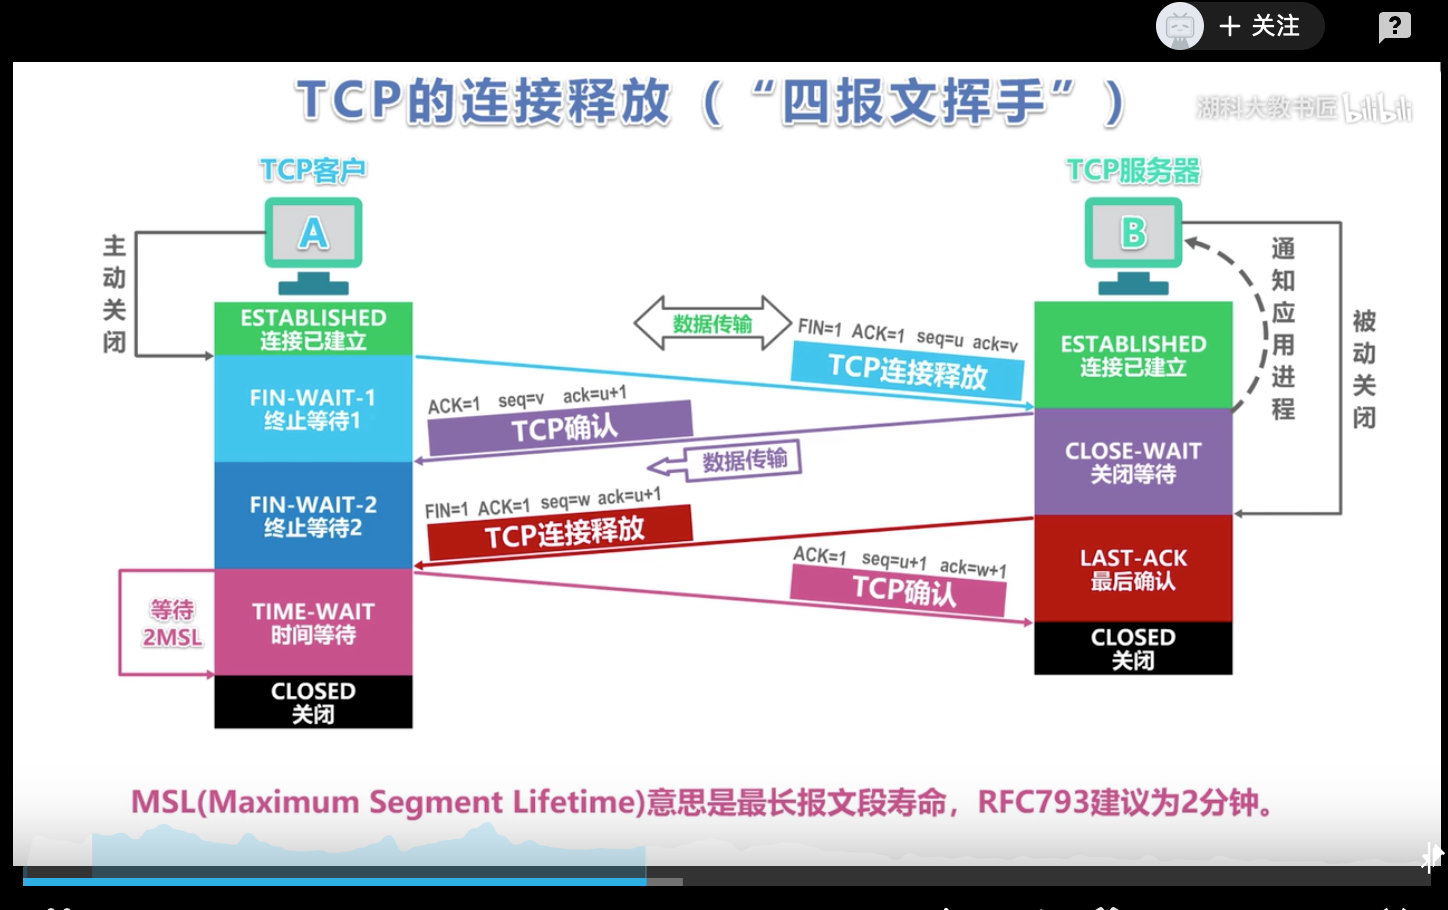 + 关注
?
TCP的连接释放（“四报文挥手”）
湖科大教书匠 bilibili
TCP客户
TCP服务器
A
B
主动关闭
通知应用进程
被动关闭
ESTABLISHED
连接已建立
数据传输
FIN=1 ACK=1 seq=u ack=v
TCP连接释放
ESTABLISHED
连接已建立
FIN-WAIT-1
终止等待1
ACK=1 seq=v ack=u+1
TCP确认
数据传输
CLOSE-WAIT
关闭等待
FIN-WAIT-2
终止等待2
FIN=1 ACK=1 seq=w ack=u+1
TCP连接释放
LAST-ACK
最后确认
ACK=1 seq=u+1 ack=w+1
TCP确认
等待
2MSL
TIME-WAIT
时间等待
CLOSED
关闭
CLOSED
关闭
MSL(Maximum Segment Lifetime)意思是最长报文段寿命，RFC793建议为2分钟。